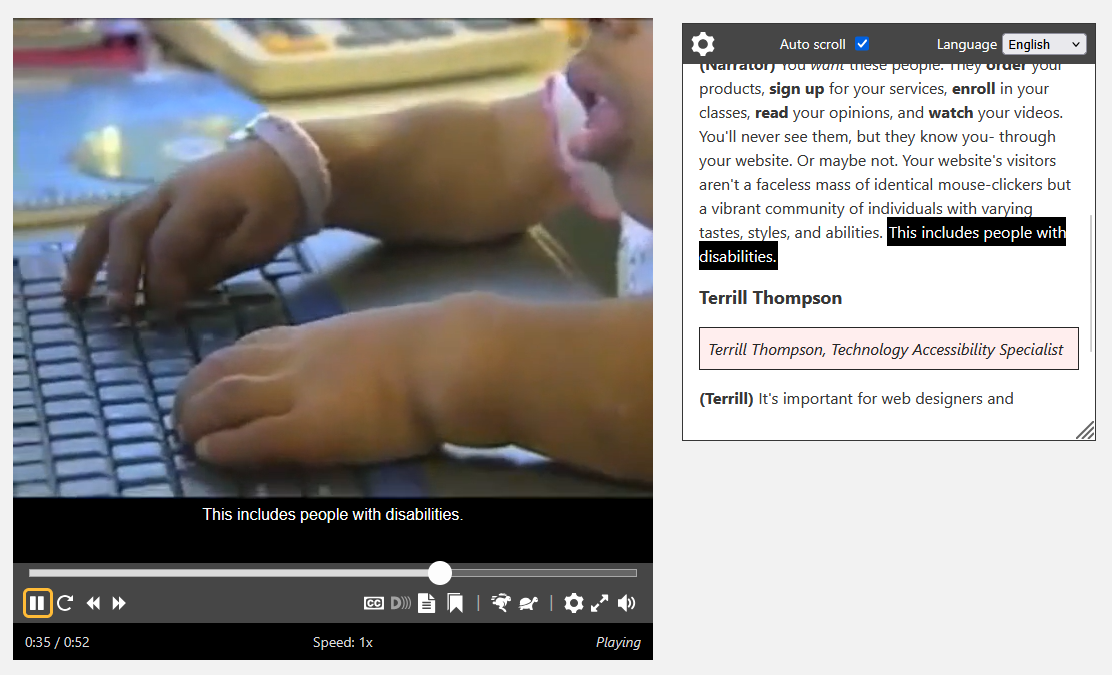 This includes people with disabilities.
CC
D
0:35 / 0:52
Speed: 1x
Playing
Auto scroll
Language
English
(Narrator) You want these people. They order your
products, sign up for your services, enroll in your
classes, read your opinions, and watch your videos.
You'll never see them, but they know you- through
your website. Or maybe not. Your website's visitors
aren't a faceless mass of identical mouse-clickers but
a vibrant community of individuals with varying
tastes, styles, and abilities. This includes people with
disabilities.
Terrill Thompson
Terrill Thompson, Technology Accessibility Specialist
(Terrill) It's important for web designers and